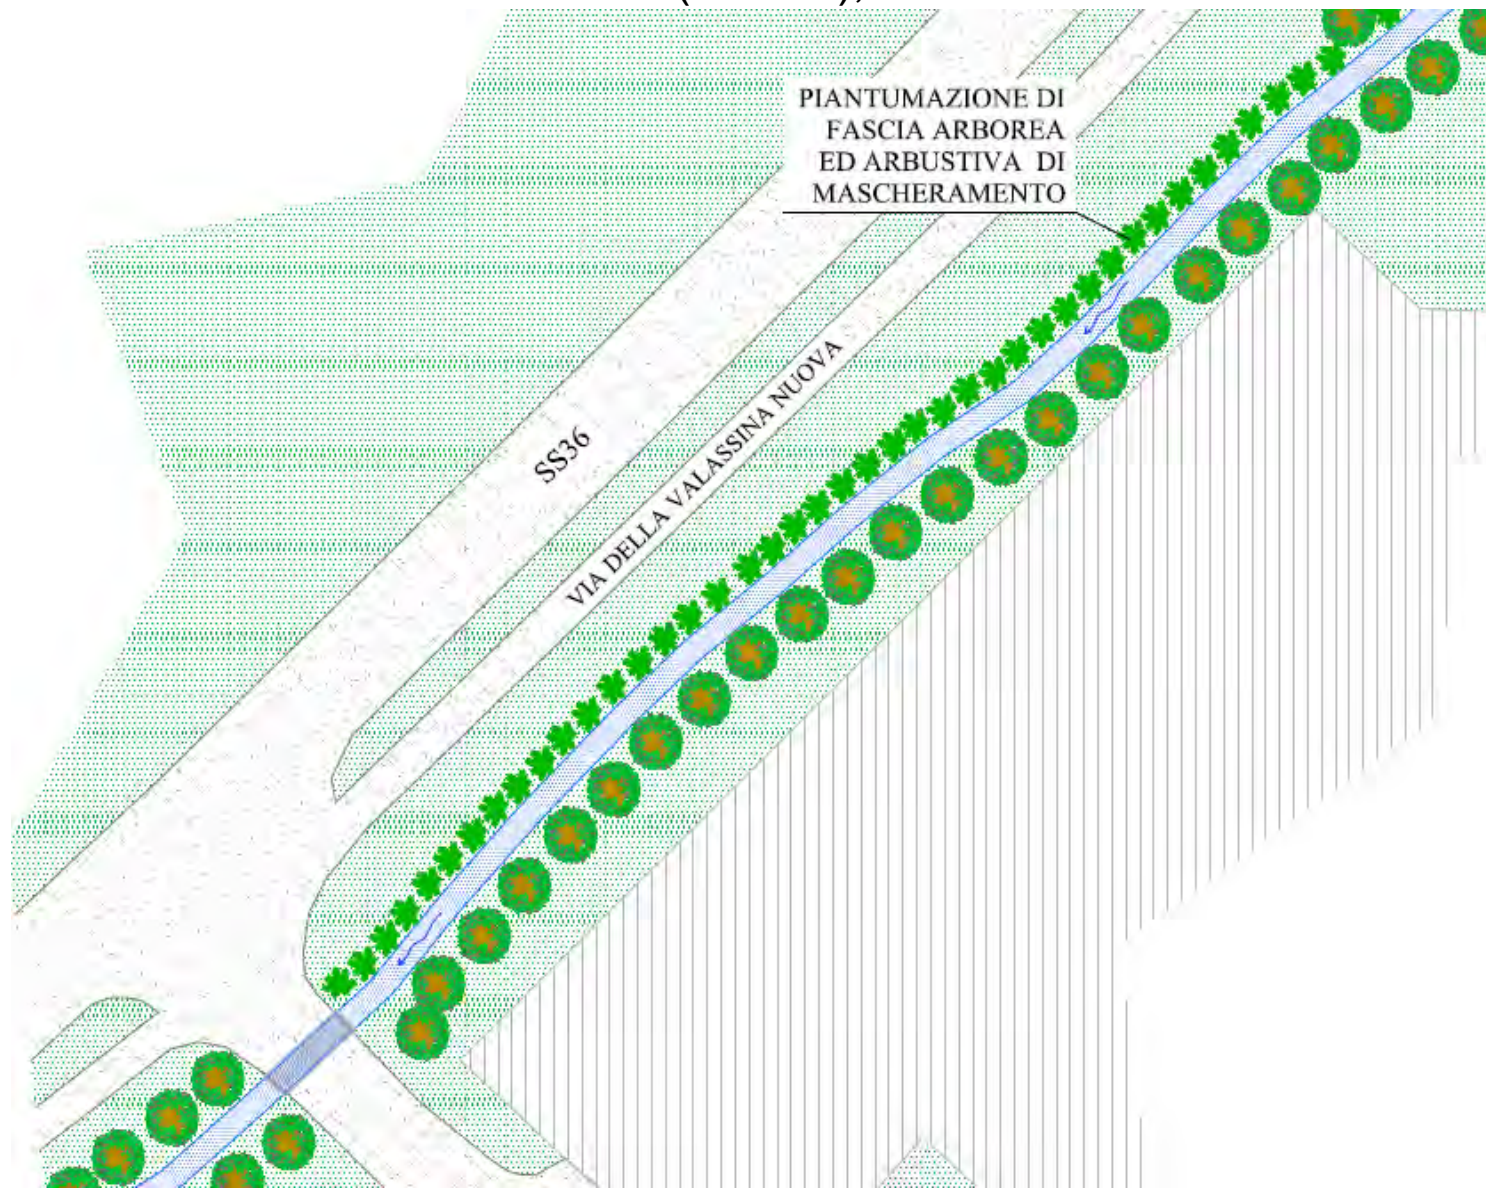 PIANTUMAZIONE DI
FASCIA ARBOREA
ED ARBUSTIVA DI
MASCHERAMENTO
SS36
VIA DELLA VALASSINA NUOVA